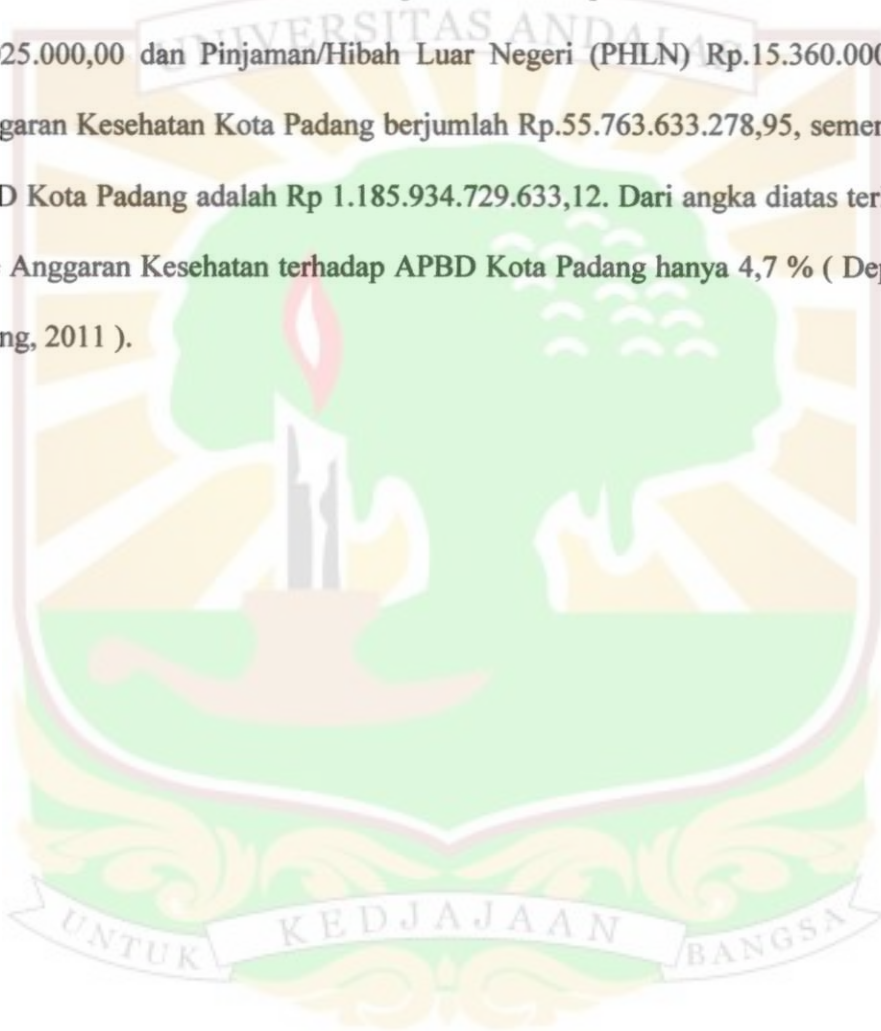 UNIVERSITAS ANDALAS
25.000,00 dan Pinjaman/Hibah Luar Negeri (PHLN) Rp.15.360.000
garan Kesehatan Kota Padang berjumlah Rp.55.763.633.278,95, semen
D Kota Padang adalah Rp 1.185.934.729.633,12. Dari angka diatas ter
Anggaran Kesehatan terhadap APBD Kota Padang hanya 4,7 % ( Dep
ng, 2011 ).
UNTUK KEDJAJAAN BANGSA